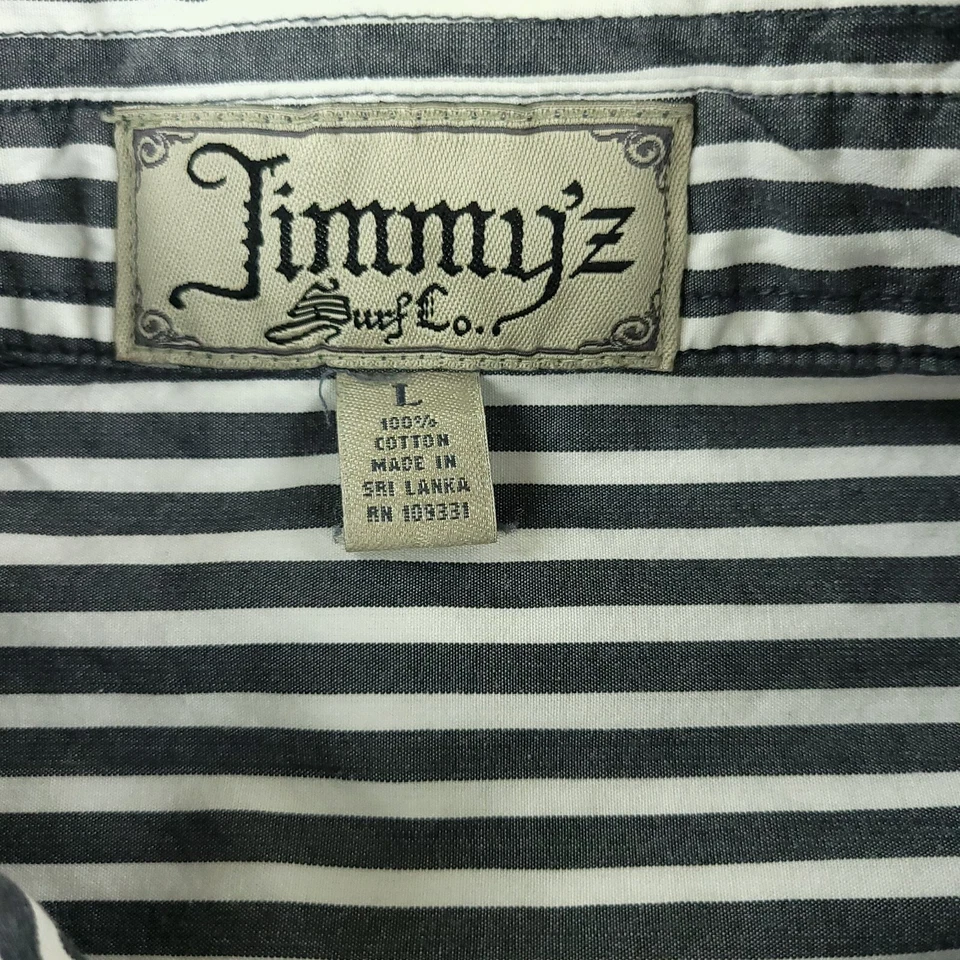 Jimmy'z
Surf Co.
L
100%
COTTON
MADE IN
SRI LANKA
RN 109331